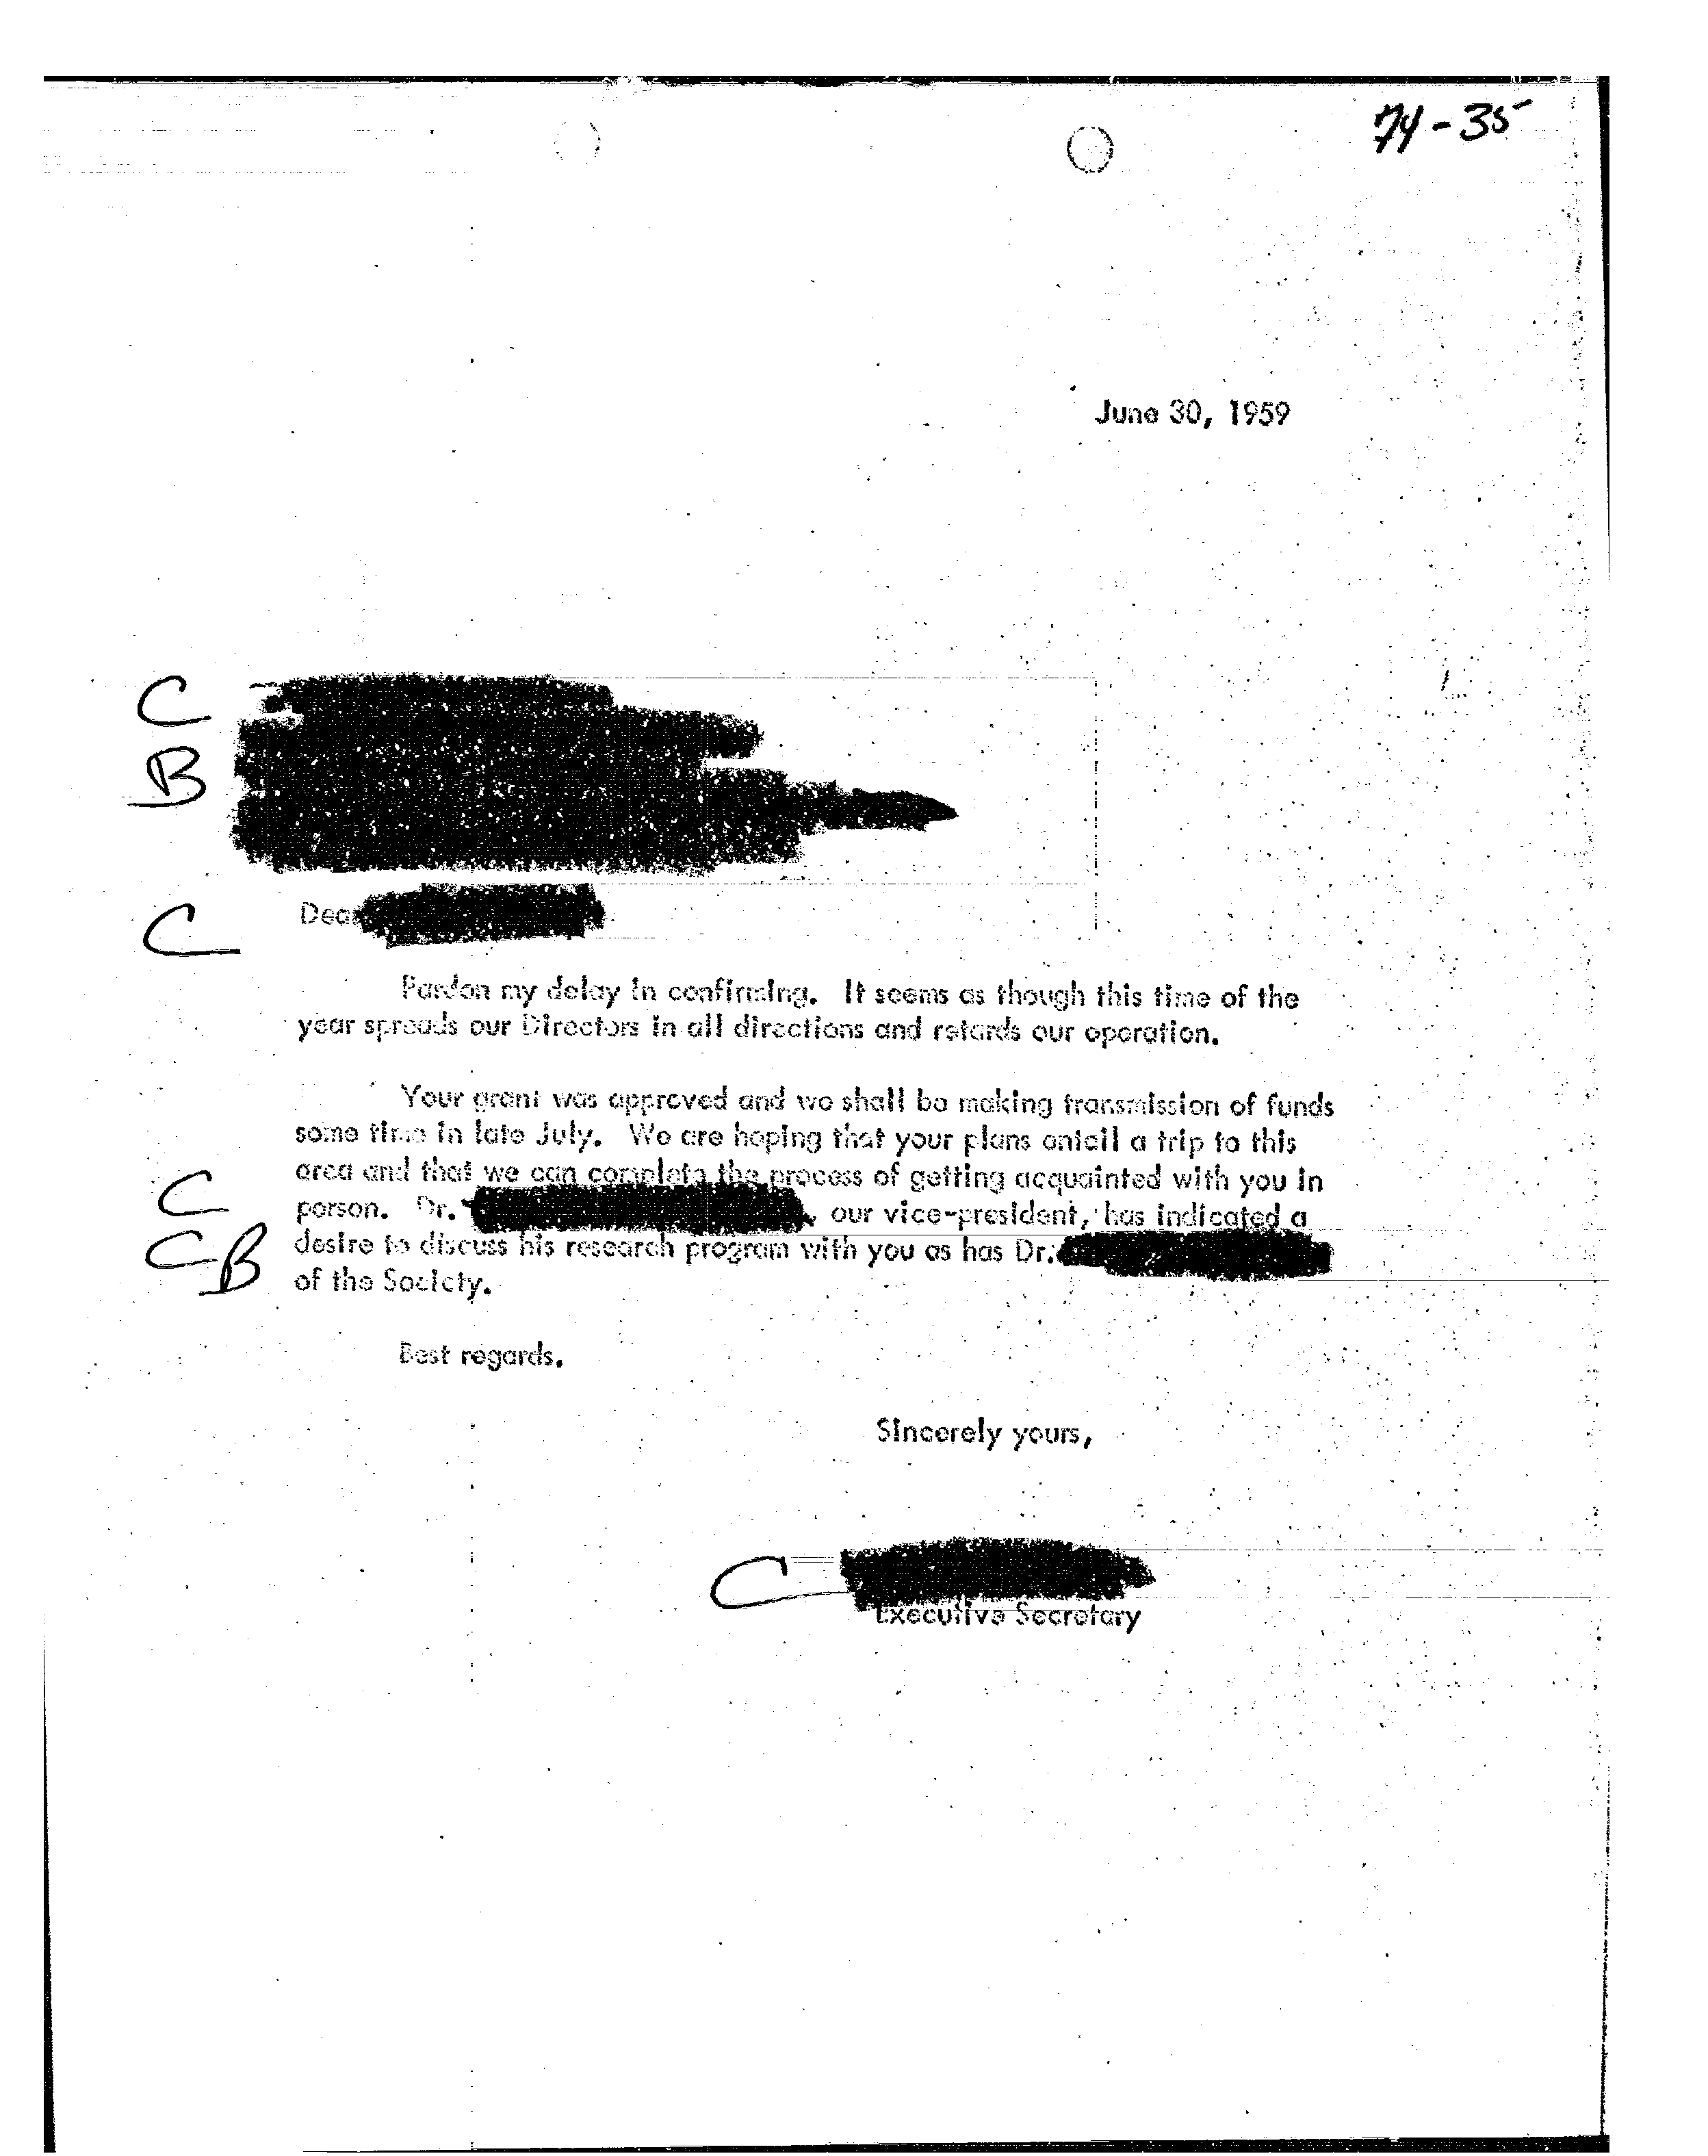 74-35
June 30, 1959
C
B
C
Dear
Pardon my delay in confirming. It seems as though this time of the
year spreads our Directors in all directions and retards our operation.
Your grant was approved and we shall be making transmission of funds
some time in late July. We are hoping that your plans entail a trip to this
area and that we can complete the process of getting acquainted with you in
C person. Dr. , our vice-president, has indicated a
CB desire to discuss his research program with you as has Dr.
of the Society.
Best regards.
Sincerely yours,
C
Executive Secretary